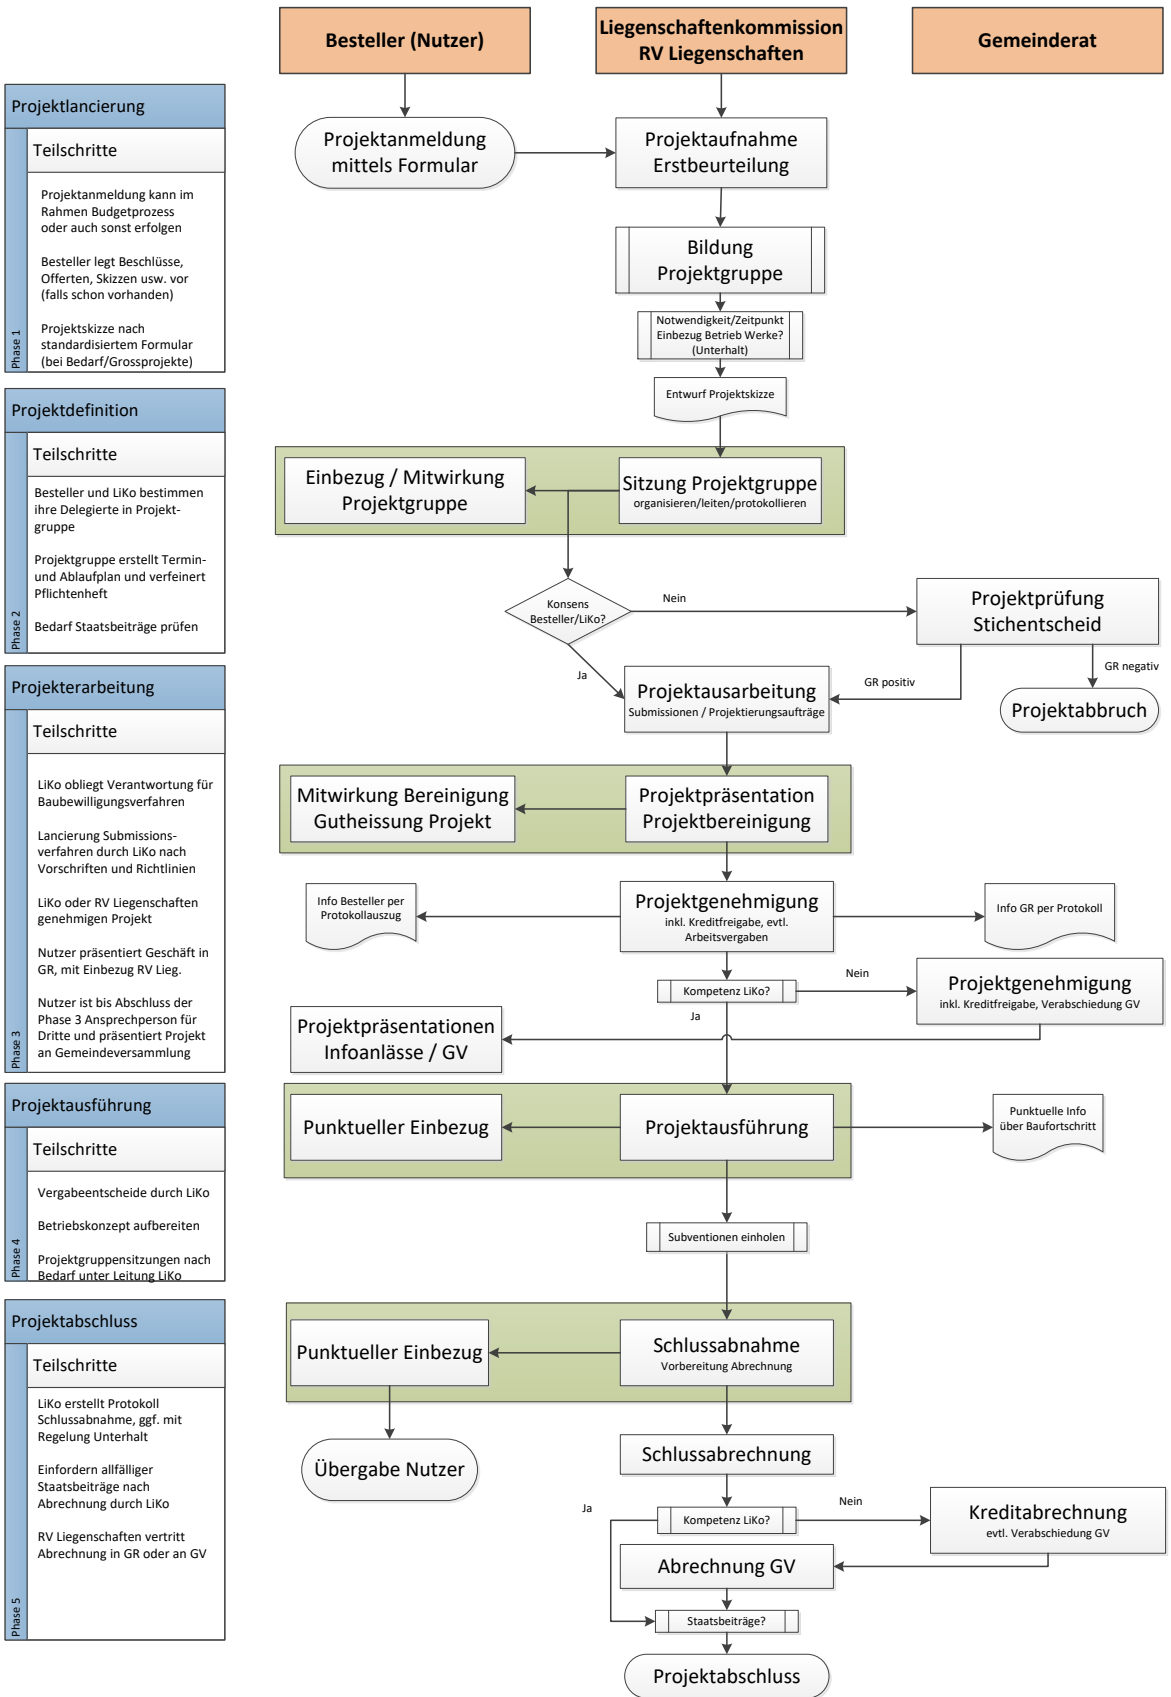 Besteller (Nutzer)
Liegenschaftenkommission
RV Liegenschaften
Gemeinderat
Projektlancierung
Teilschritte
Projektanmeldung kann im
Rahmen Budgetprozess
oder auch sonst erfolgen
Besteller legt Beschlüsse,
Offerten, Skizzen usw. vor
(falls schon vorhanden)
Projektskizze nach
standardisiertem Formular
(bei Bedarf/Grossprojekte)
Phase 1
Projektanmeldung
mittels Formular
Projektaufnahme
Erstbeurteilung
Bildung
Projektgruppe
Notwendigkeit/Zeitpunkt
Einbezug Betrieb Werke?
(Unterhalt)
Entwurf Projektskizze
Projektdefinition
Teilschritte
Besteller und LiKo bestimmen
ihre Delegierte in Projekt-
gruppe
Projektgruppe erstellt Termin-
und Ablaufplan und verfeinert
Pflichtenheft
Bedarf Staatsbeiträge prüfen
Phase 2
Einbezug / Mitwirkung
Projektgruppe
Sitzung Projektgruppe
organisieren/leiten/protokollieren
Konsens
Besteller/LiKo?
Nein
Projektprüfung
Stichentscheid
Ja
GR positiv
GR negativ
Projektabbruch
Projekterarbeitung
Teilschritte
LiKo obliegt Verantwortung für
Baubewilligungsverfahren
Lancierung Submissions-
verfahren durch LiKo nach
Vorschriften und Richtlinien
LiKo oder RV Liegenschaften
genehmigen Projekt
Nutzer präsentiert Geschäft in
GR, mit Einbezug RV Lieg.
Nutzer ist bis Abschluss der
Phase 3 Ansprechperson für
Dritte und präsentiert Projekt
an Gemeindeversammlung
Phase 3
Projektausarbeitung
Submissionen / Projektierungsaufträge
Mitwirkung Bereinigung
Gutheissung Projekt
Projektpräsentation
Projektbereinigung
Info Besteller per
Protokollauszug
Projektgenehmigung
inkl. Kreditfreigabe, evtl.
Arbeitsvergaben
Info GR per Protokoll
Kompetenz LiKo?
Nein
Ja
Projektgenehmigung
inkl. Kreditfreigabe, Verabschiedung GV
Projektpräsentationen
Infoanlässe / GV
Projektausführung
Teilschritte
Vergabeentscheide durch LiKo
Betriebskonzept aufbereiten
Projektgruppensitzungen nach
Bedarf unter Leitung LiKo
Phase 4
Punktueller Einbezug
Projektausführung
Punktuelle Info
über Baufortschritt
Subventionen einholen
Projektabschluss
Teilschritte
LiKo erstellt Protokoll
Schlussabnahme, ggf. mit
Regelung Unterhalt
Einfordern allfälliger
Staatsbeiträge nach
Abrechnung durch LiKo
RV Liegenschaften vertritt
Abrechnung in GR oder an GV
Phase 5
Punktueller Einbezug
Schlussabnahme
Vorbereitung Abrechnung
Übergabe Nutzer
Schlussabrechnung
Ja
Kompetenz LiKo?
Nein
Kreditabrechnung
evtl. Verabschiedung GV
Abrechnung GV
Staatsbeiträge?
Projektabschluss